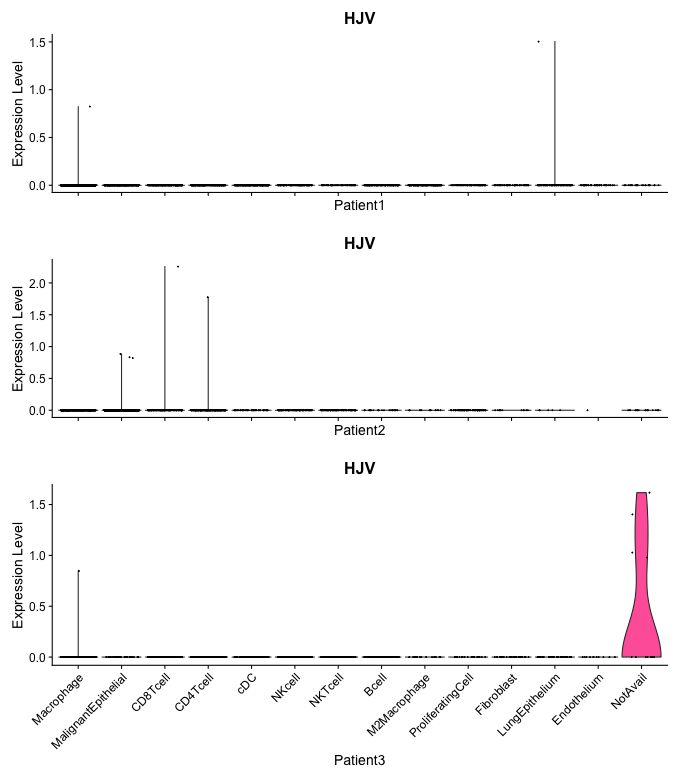 HJV
Expression Level
1.5
1.0
0.5
0.0
Patient1
HJV
Expression Level
2.0
1.5
1.0
0.5
0.0
Patient2
HJV
Expression Level
1.5
1.0
0.5
0.0
Macrophage
MalignantEpithelial
CD8Tcell
CD4Tcell
cDC
NKcell
NKTcell
Bcell
M2Macrophage
ProliferatingCell
Fibroblast
LungEpithelium
Endothelium
NotAvail
Patient3